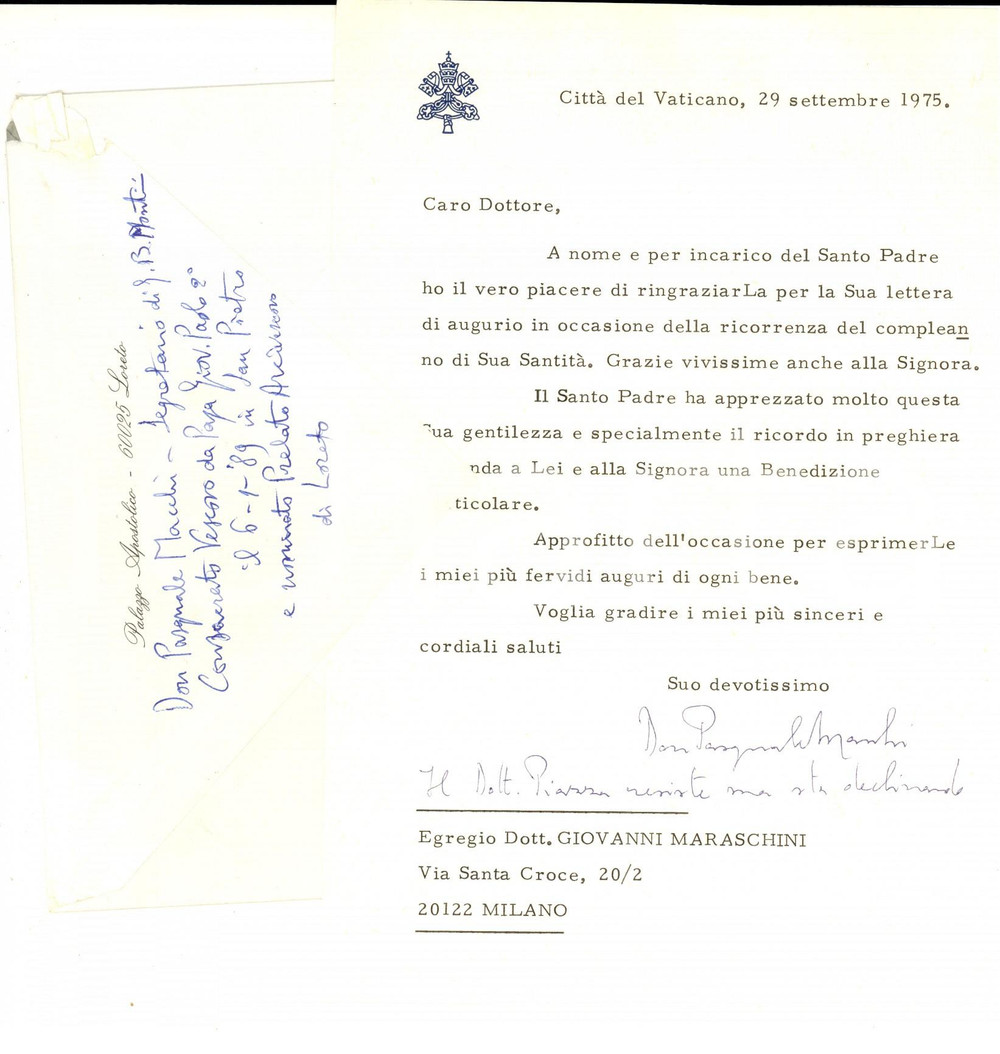 Città del Vaticano, 29 settembre 1975.
Caro Dottore,
A nome e per incarico del Santo Padre
ho il vero piacere di ringraziarLa per la Sua lettera
di augurio in occasione della ricorrenza del complean
no di Sua Santità. Grazie vivissime anche alla Signora.
Il Santo Padre ha apprezzato molto questa
Sua gentilezza e specialmente il ricordo in preghiera
nda a Lei e alla Signora una Benedizione
ticolare.
Approfitto dell'occasione per esprimerLe
i miei più fervidi auguri di ogni bene.
Voglia gradire i miei più sinceri e
cordiali saluti
Suo devotissimo
Don Pasquale Macchi
Il Dott. Piazza resiste ma sta declinando
Egregio Dott. GIOVANNI MARASCHINI
Via Santa Croce, 20/2
20122 MILANO
Palazzo Apostolico - 60025 Loreto
Don Pasquale Macchi - Segretario di G.B. Montini
Consacrato Vescovo da Papa Giov. Paolo 2°
il 6-1-'89 in San Pietro
e nominato Prelato Arcivescovo
di Loreto